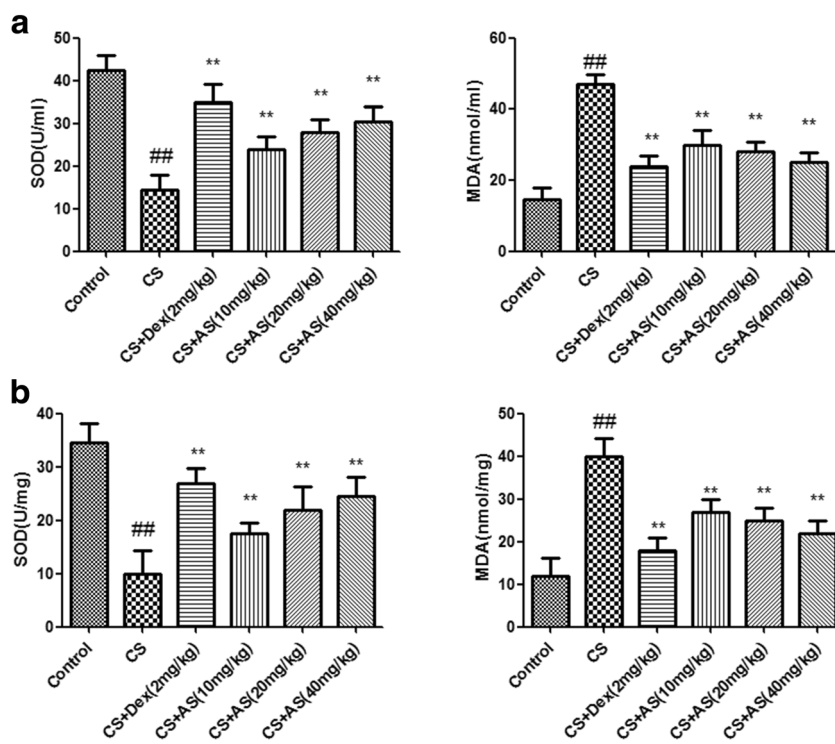 a
50
40
30
20
10
0
SOD(U/ml)
##
**
**
**
**
Control
CS
CS+Dex(2mg/kg)
CS+AS(10mg/kg)
CS+AS(20mg/kg)
CS+AS(40mg/kg)
60
40
20
0
MDA(nmol/ml)
##
**
**
**
**
Control
CS
CS+Dex(2mg/kg)
CS+AS(10mg/kg)
CS+AS(20mg/kg)
CS+AS(40mg/kg)
b
40
30
20
10
0
SOD(U/mg)
##
**
**
**
**
Control
CS
CS+Dex(2mg/kg)
CS+AS(10mg/kg)
CS+AS(20mg/kg)
CS+AS(40mg/kg)
50
40
30
20
10
0
MDA(nmol/mg)
##
**
**
**
**
Control
CS
CS+Dex(2mg/kg)
CS+AS(10mg/kg)
CS+AS(20mg/kg)
CS+AS(40mg/kg)